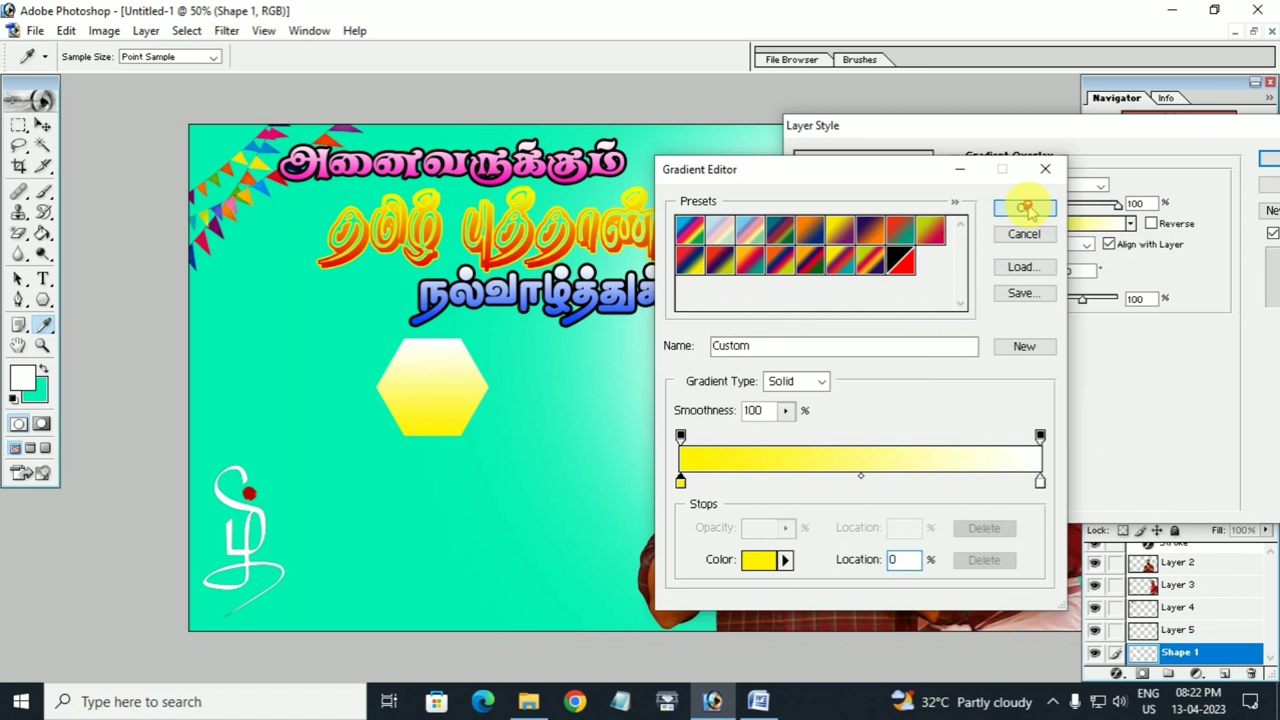 Adobe Photoshop - [Untitled-1 @ 50% (Shape 1, RGB)]
File Edit Image Layer Select Filter View Window Help
Sample Size: Point Sample
File Browser Brushes
Navigator Info
Layer Style
அனைவருக்கும்
தமிழ் புத்தாண்
நல்வாழ்த்துக்
தி
Gradient Editor
Presets
Cancel
Load...
Save...
Name: Custom New
Gradient Type: Solid
Smoothness: 100 %
Stops
Opacity: % Location: % Delete
Color: Location: 0 % Delete
Gradient Overlay
100 %
Reverse
Align with Layer
°
100 %
Lock: Fill: 100%
Stroke
Layer 2
Layer 3
Layer 4
Layer 5
Shape 1
Type here to search
32°C Partly cloudy
ENG
US
08:22 PM
13-04-2023